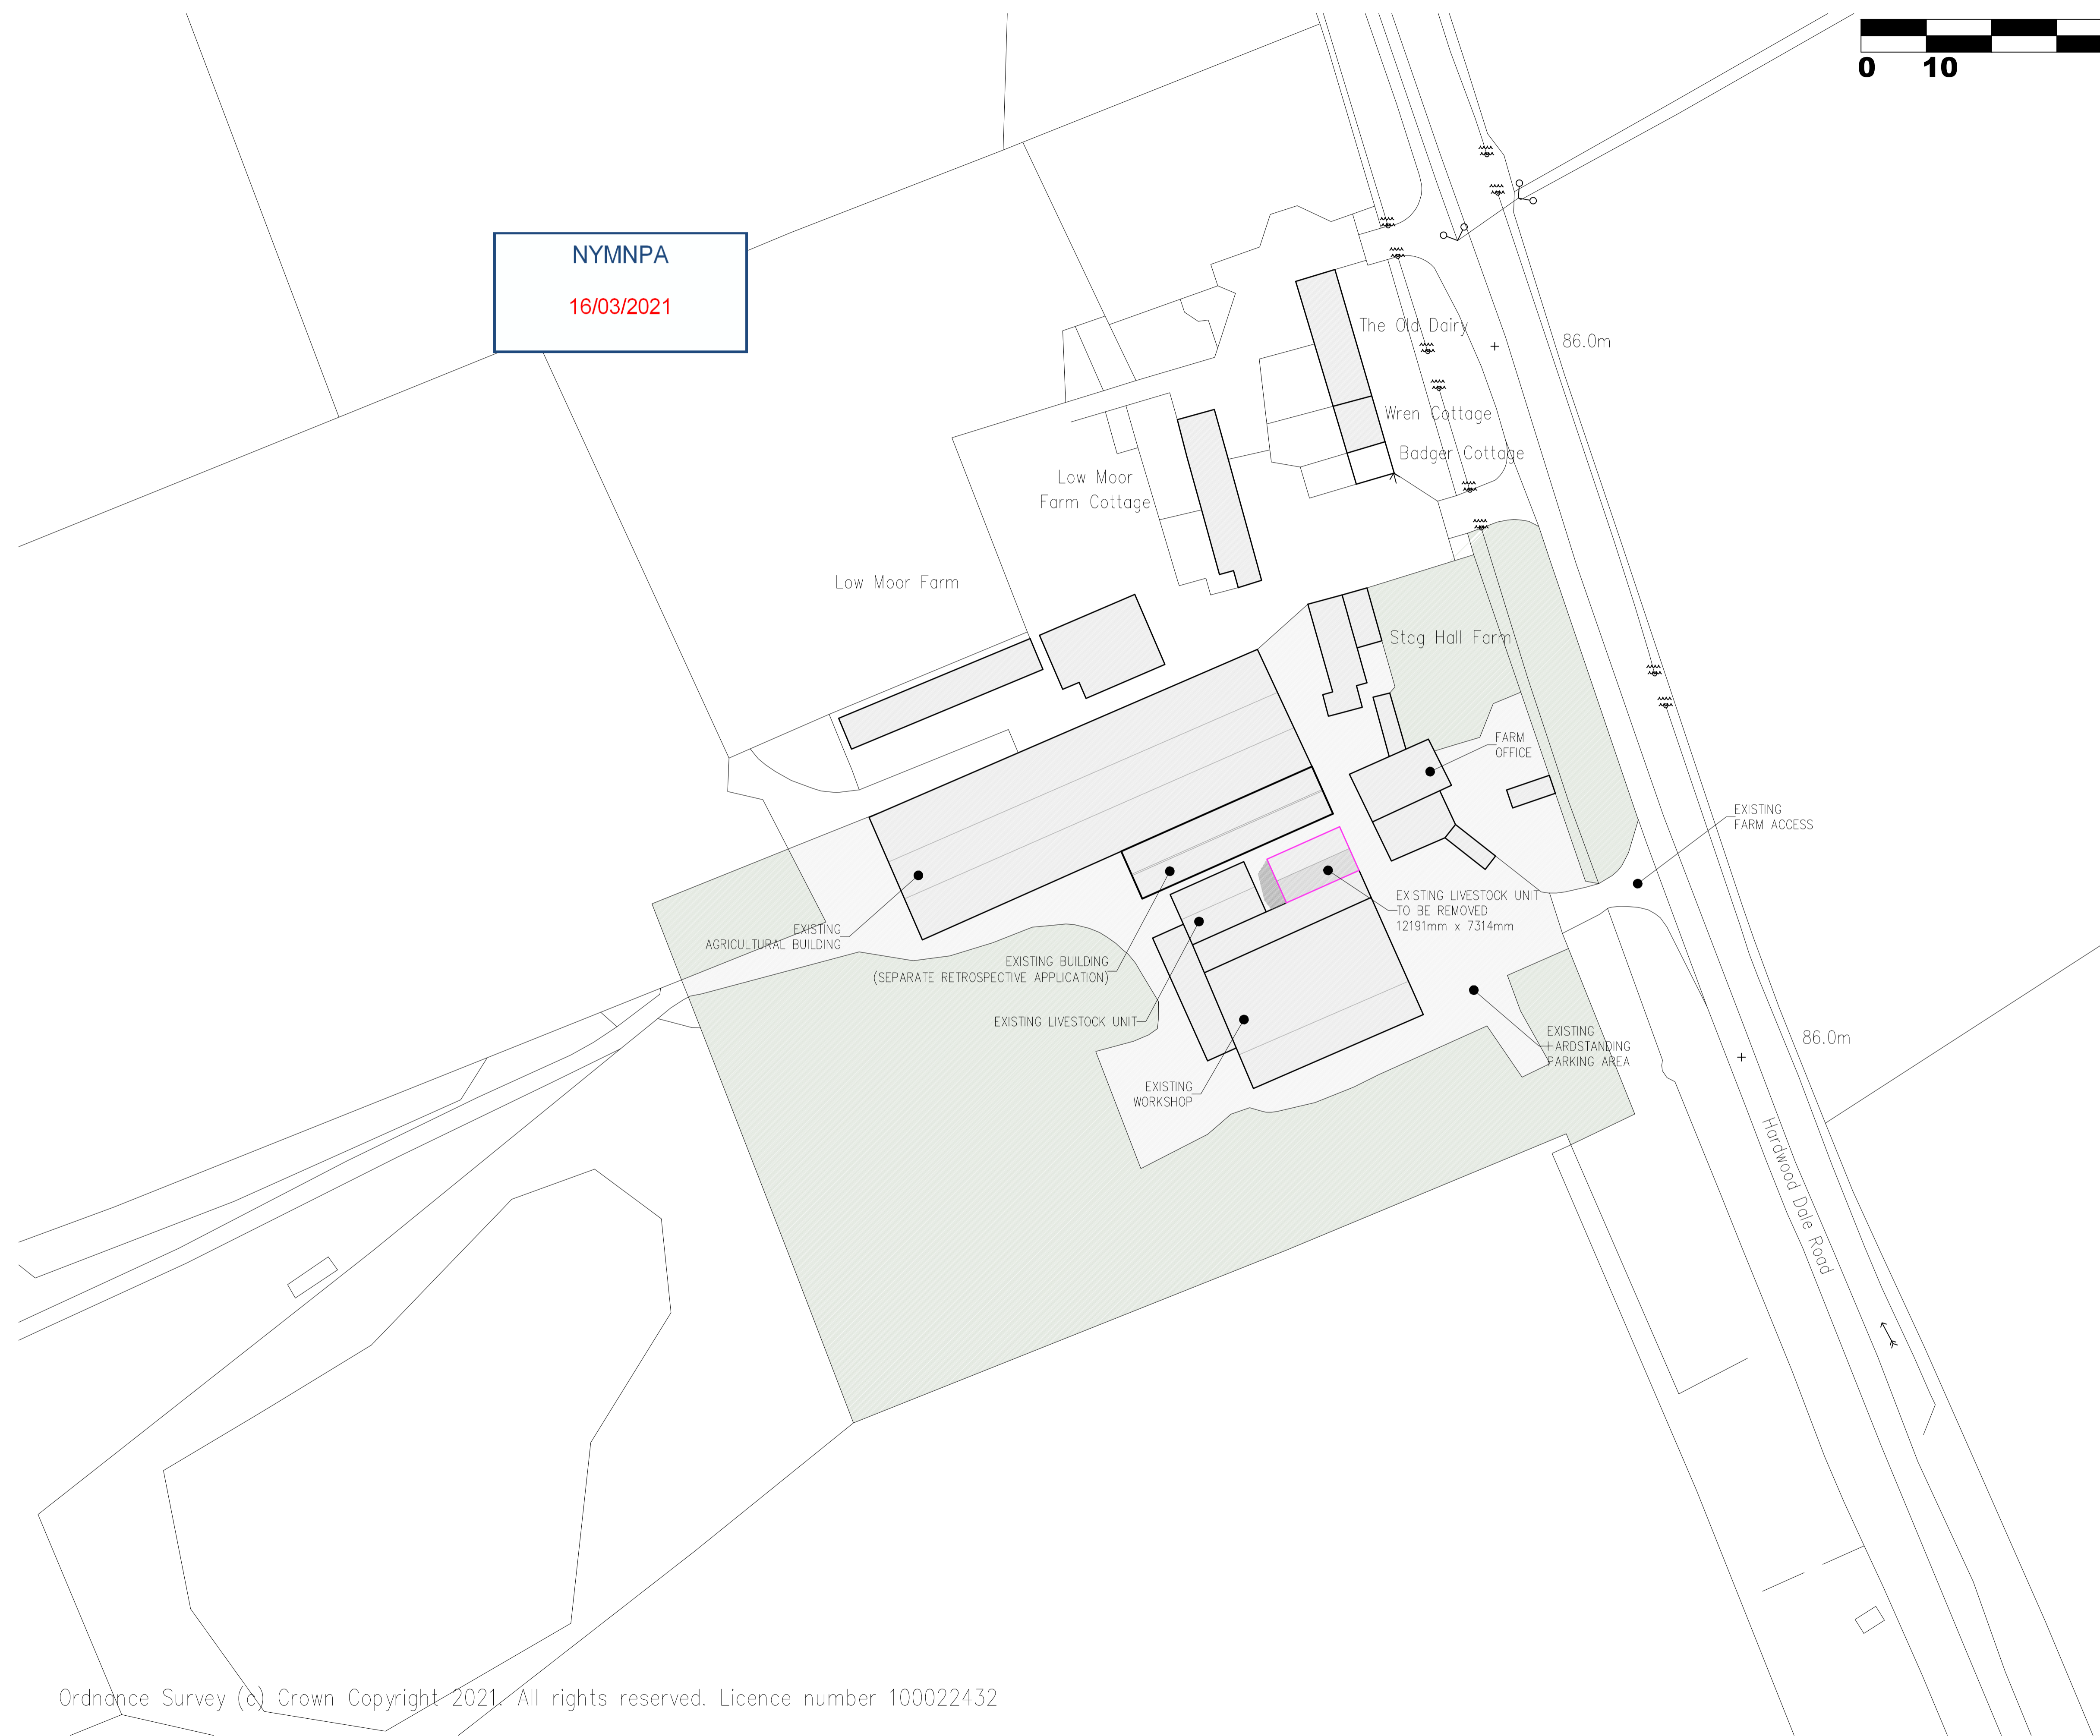 0 10
NYMNPA
16/03/2021
The Old Dairy
86.0m
Wren Cottage
Badger Cottage
Low Moor
Farm Cottage
Low Moor Farm
Stag Hall Farm
FARM
OFFICE
EXISTING
FARM ACCESS
EXISTING LIVESTOCK UNIT
TO BE REMOVED
12191mm x 7314mm
EXISTING
AGRICULTURAL BUILDING
EXISTING BUILDING
(SEPARATE RETROSPECTIVE APPLICATION)
EXISTING LIVESTOCK UNIT
EXISTING
HARDSTANDING
PARKING AREA
86.0m
EXISTING
WORKSHOP
Hardwood Dale Road
Ordnance Survey (c) Crown Copyright 2021. All rights reserved. Licence number 100022432